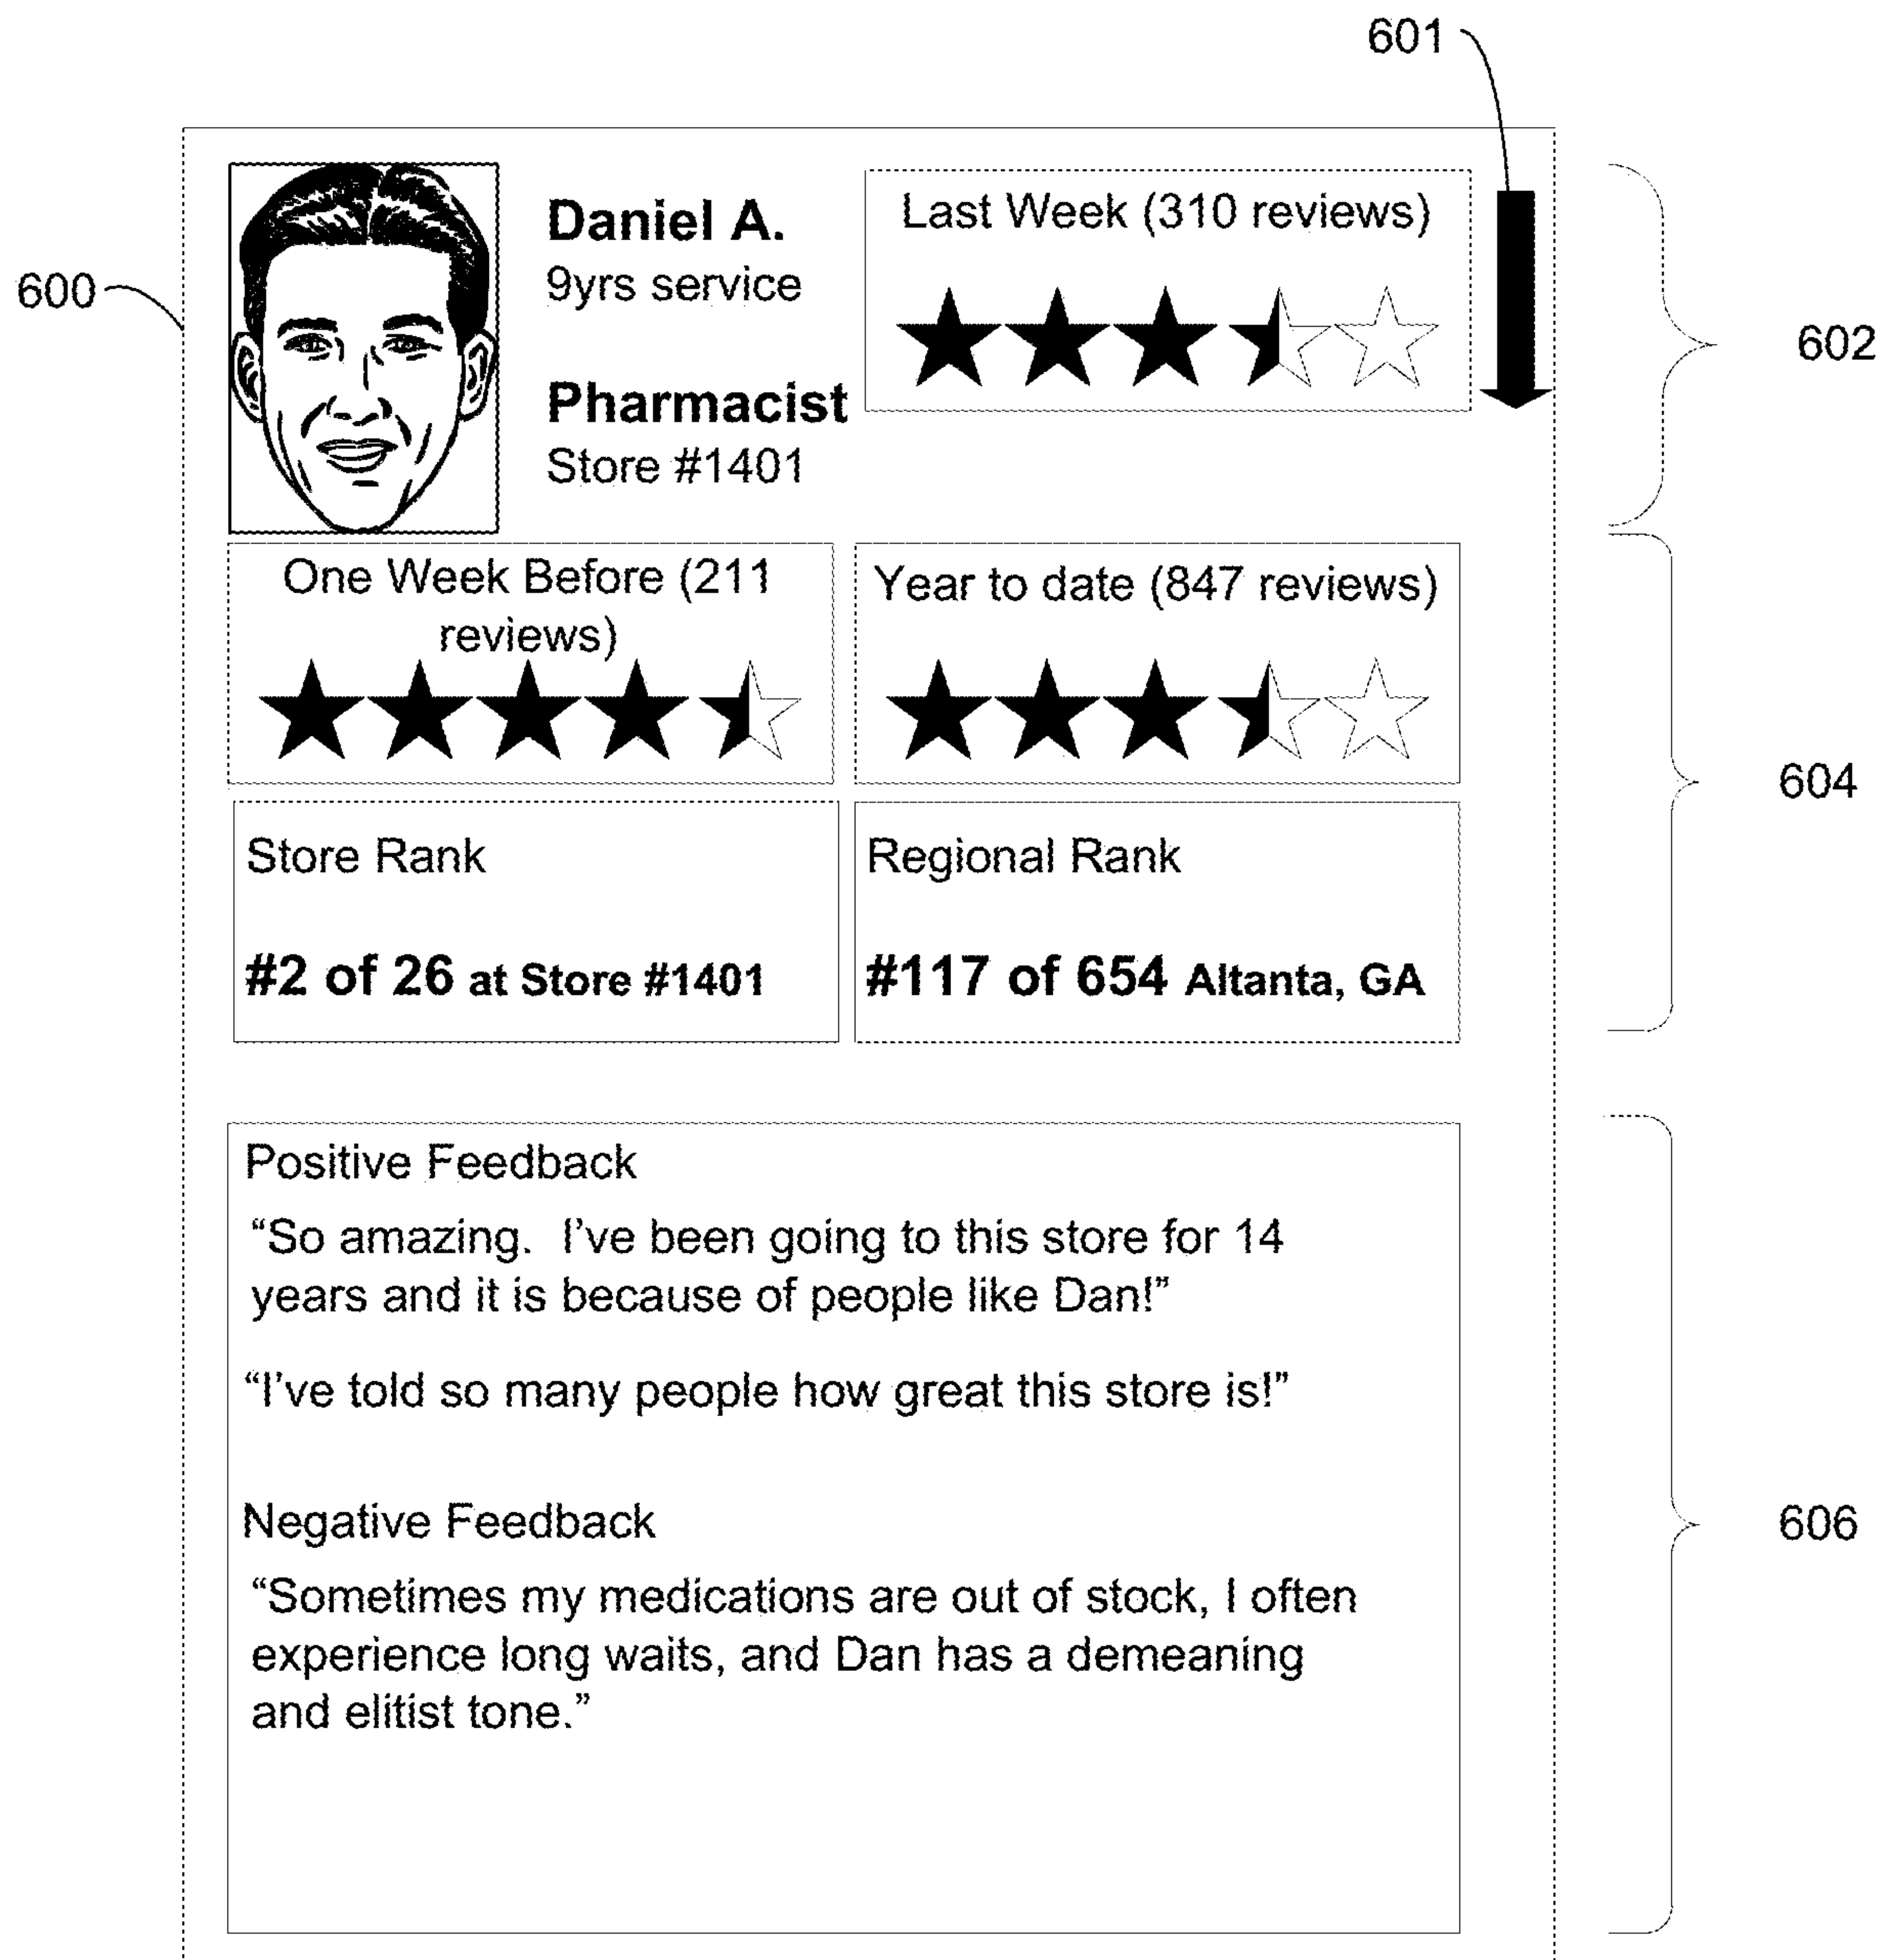 601
600
Daniel A.
9yrs service
Pharmacist
Store #1401
Last Week (310 reviews)
602
One Week Before (211
reviews)
Year to date (847 reviews)
604
Store Rank
#2 of 26 at Store #1401
Regional Rank
#117 of 654 Altanta, GA
Positive Feedback
“So amazing.  I’ve been going to this store for 14
years and it is because of people like Dan!”
“I’ve told so many people how great this store is!”
Negative Feedback
“Sometimes my medications are out of stock, I often
experience long waits, and Dan has a demeaning
and elitist tone.”
606